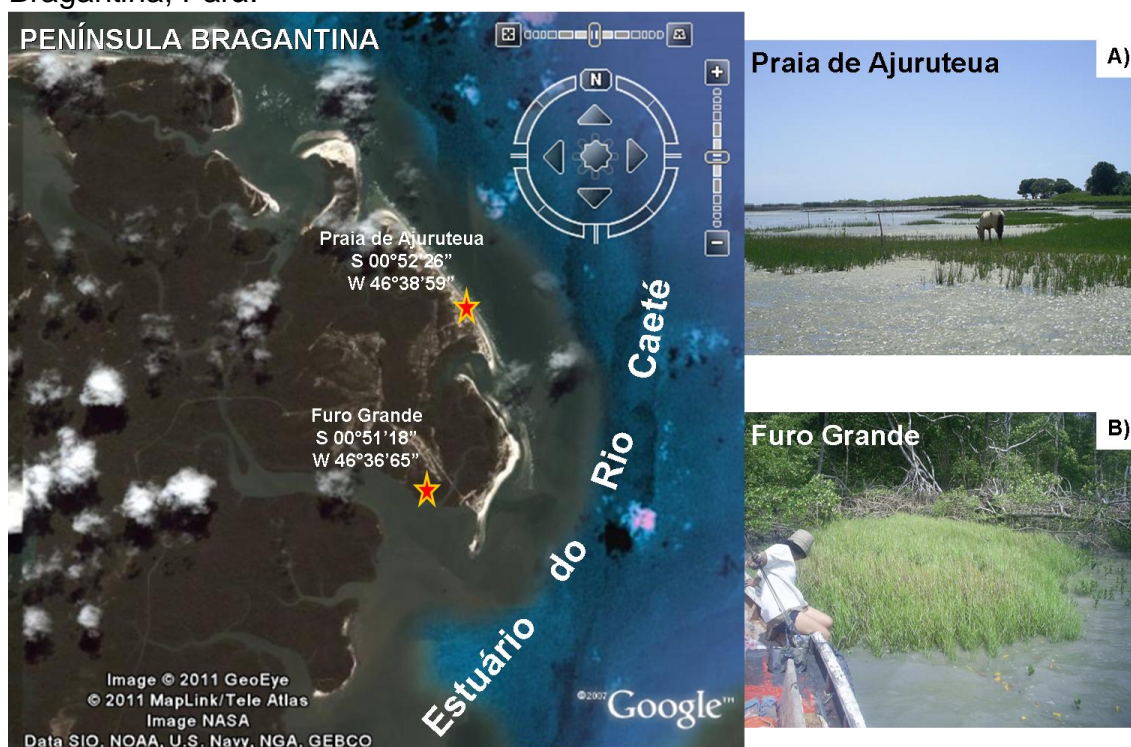 Bragantina, Pará.
PENÍNSULA BRAGANTINA
N
Praia de Ajuruteua
S 00°52'26”
W 46°38'59”
Furo Grande
S 00°51'18”
W 46°36'65”
Estuário do Rio Caeté
Image © 2011 GeoEye
© 2011 MapLink/Tele Atlas
Image NASA
Data SIO, NOAA, U.S. Navy, NGA, GEBCO
©2007 Google™
Praia de Ajuruteua
A)
Furo Grande
B)